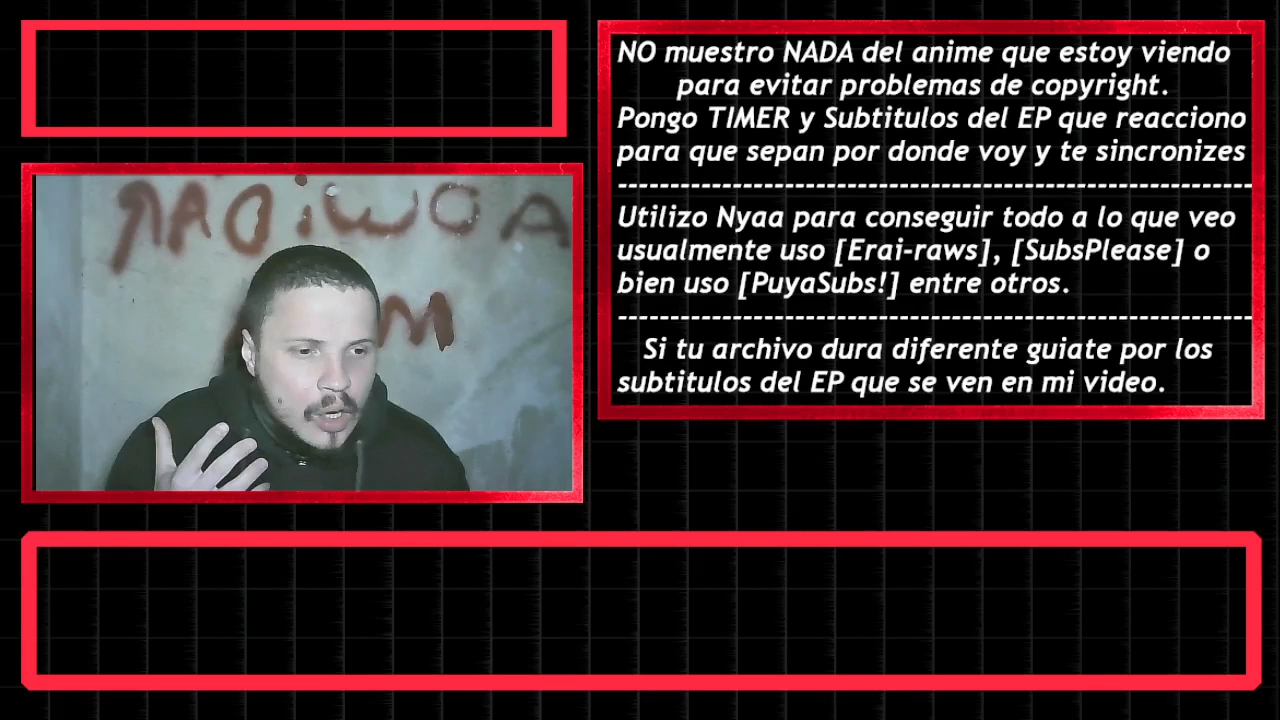 NO muestro NADA del anime que estoy viendo
para evitar problemas de copyright.
Pongo TIMER y Subtitulos del EP que reacciono
para que sepan por donde voy y te sincronizes
------------------------------------------------------------
Utilizo Nyaa para conseguir todo a lo que veo
usualmente uso [Erai-raws], [SubsPlease] o
bien uso [PuyaSubs!] entre otros.
------------------------------------------------------------
Si tu archivo dura diferente guiate por los
subtitulos del EP que se ven en mi video.